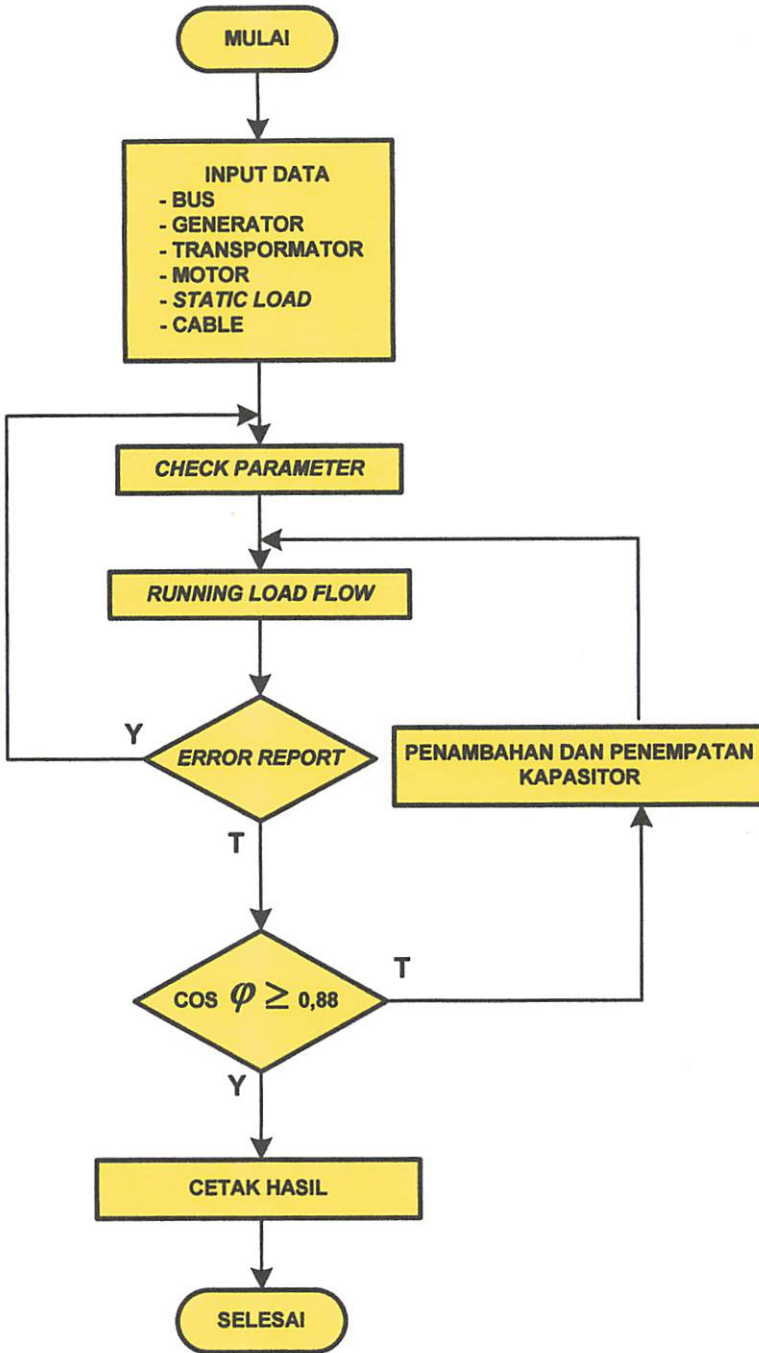 MULAI
INPUT DATA
- BUS
- GENERATOR
- TRANSPORMATOR
- MOTOR
- STATIC LOAD
- CABLE
CHECK PARAMETER
RUNNING LOAD FLOW
Y
ERROR REPORT
PENAMBAHAN DAN PENEMPATAN
KAPASITOR
T
COS φ ≥ 0,88
T
Y
CETAK HASIL
SELESAI